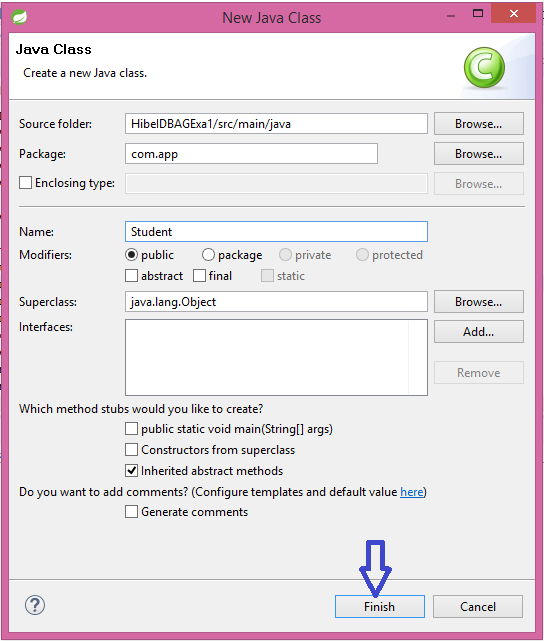 New Java Class
Java Class
Create a new Java class.
C
Source folder: HibelDBAGExa1/src/main/java Browse...
Package: com.app Browse...
Enclosing type: Browse...
Name: Student
Modifiers: public package private protected
abstract final static
Superclass: java.lang.Object Browse...
Interfaces: Add...
Remove
Which method stubs would you like to create?
public static void main(String[] args)
Constructors from superclass
Inherited abstract methods
Do you want to add comments? (Configure templates and default value here)
Generate comments
? Finish Cancel